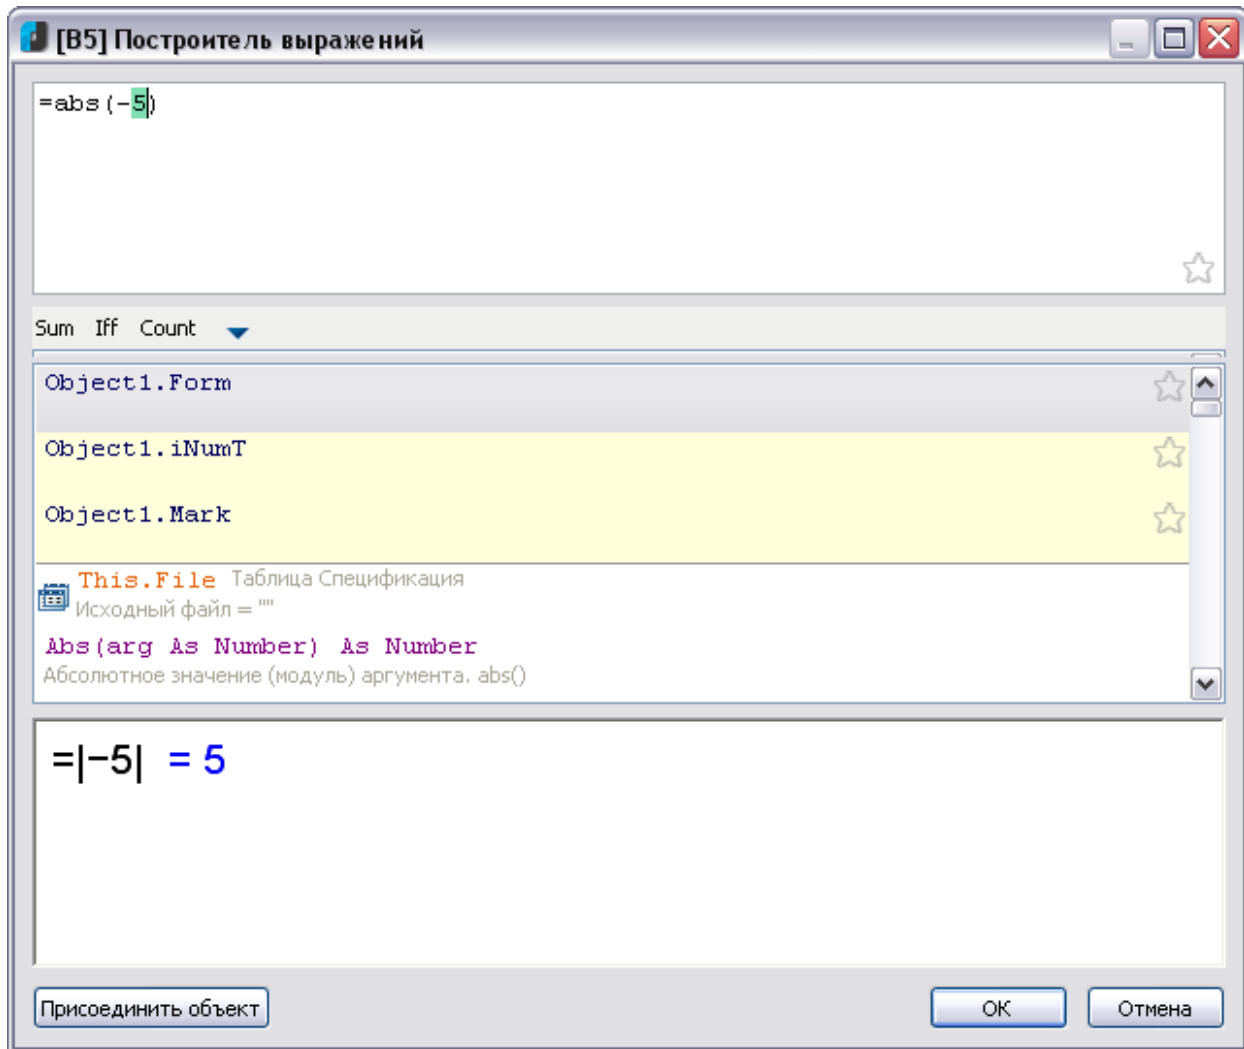 [B5] Построитель выражений
=abs(-5)
Sum Iff Count
Object1.Form
Object1.iNumT
Object1.Mark
This.File Таблица Спецификация
Исходный файл = ""
Abs(arg As Number) As Number
Абсолютное значение (модуль) аргумента. abs()
=|−5| = 5
Присоединить объект OK Отмена